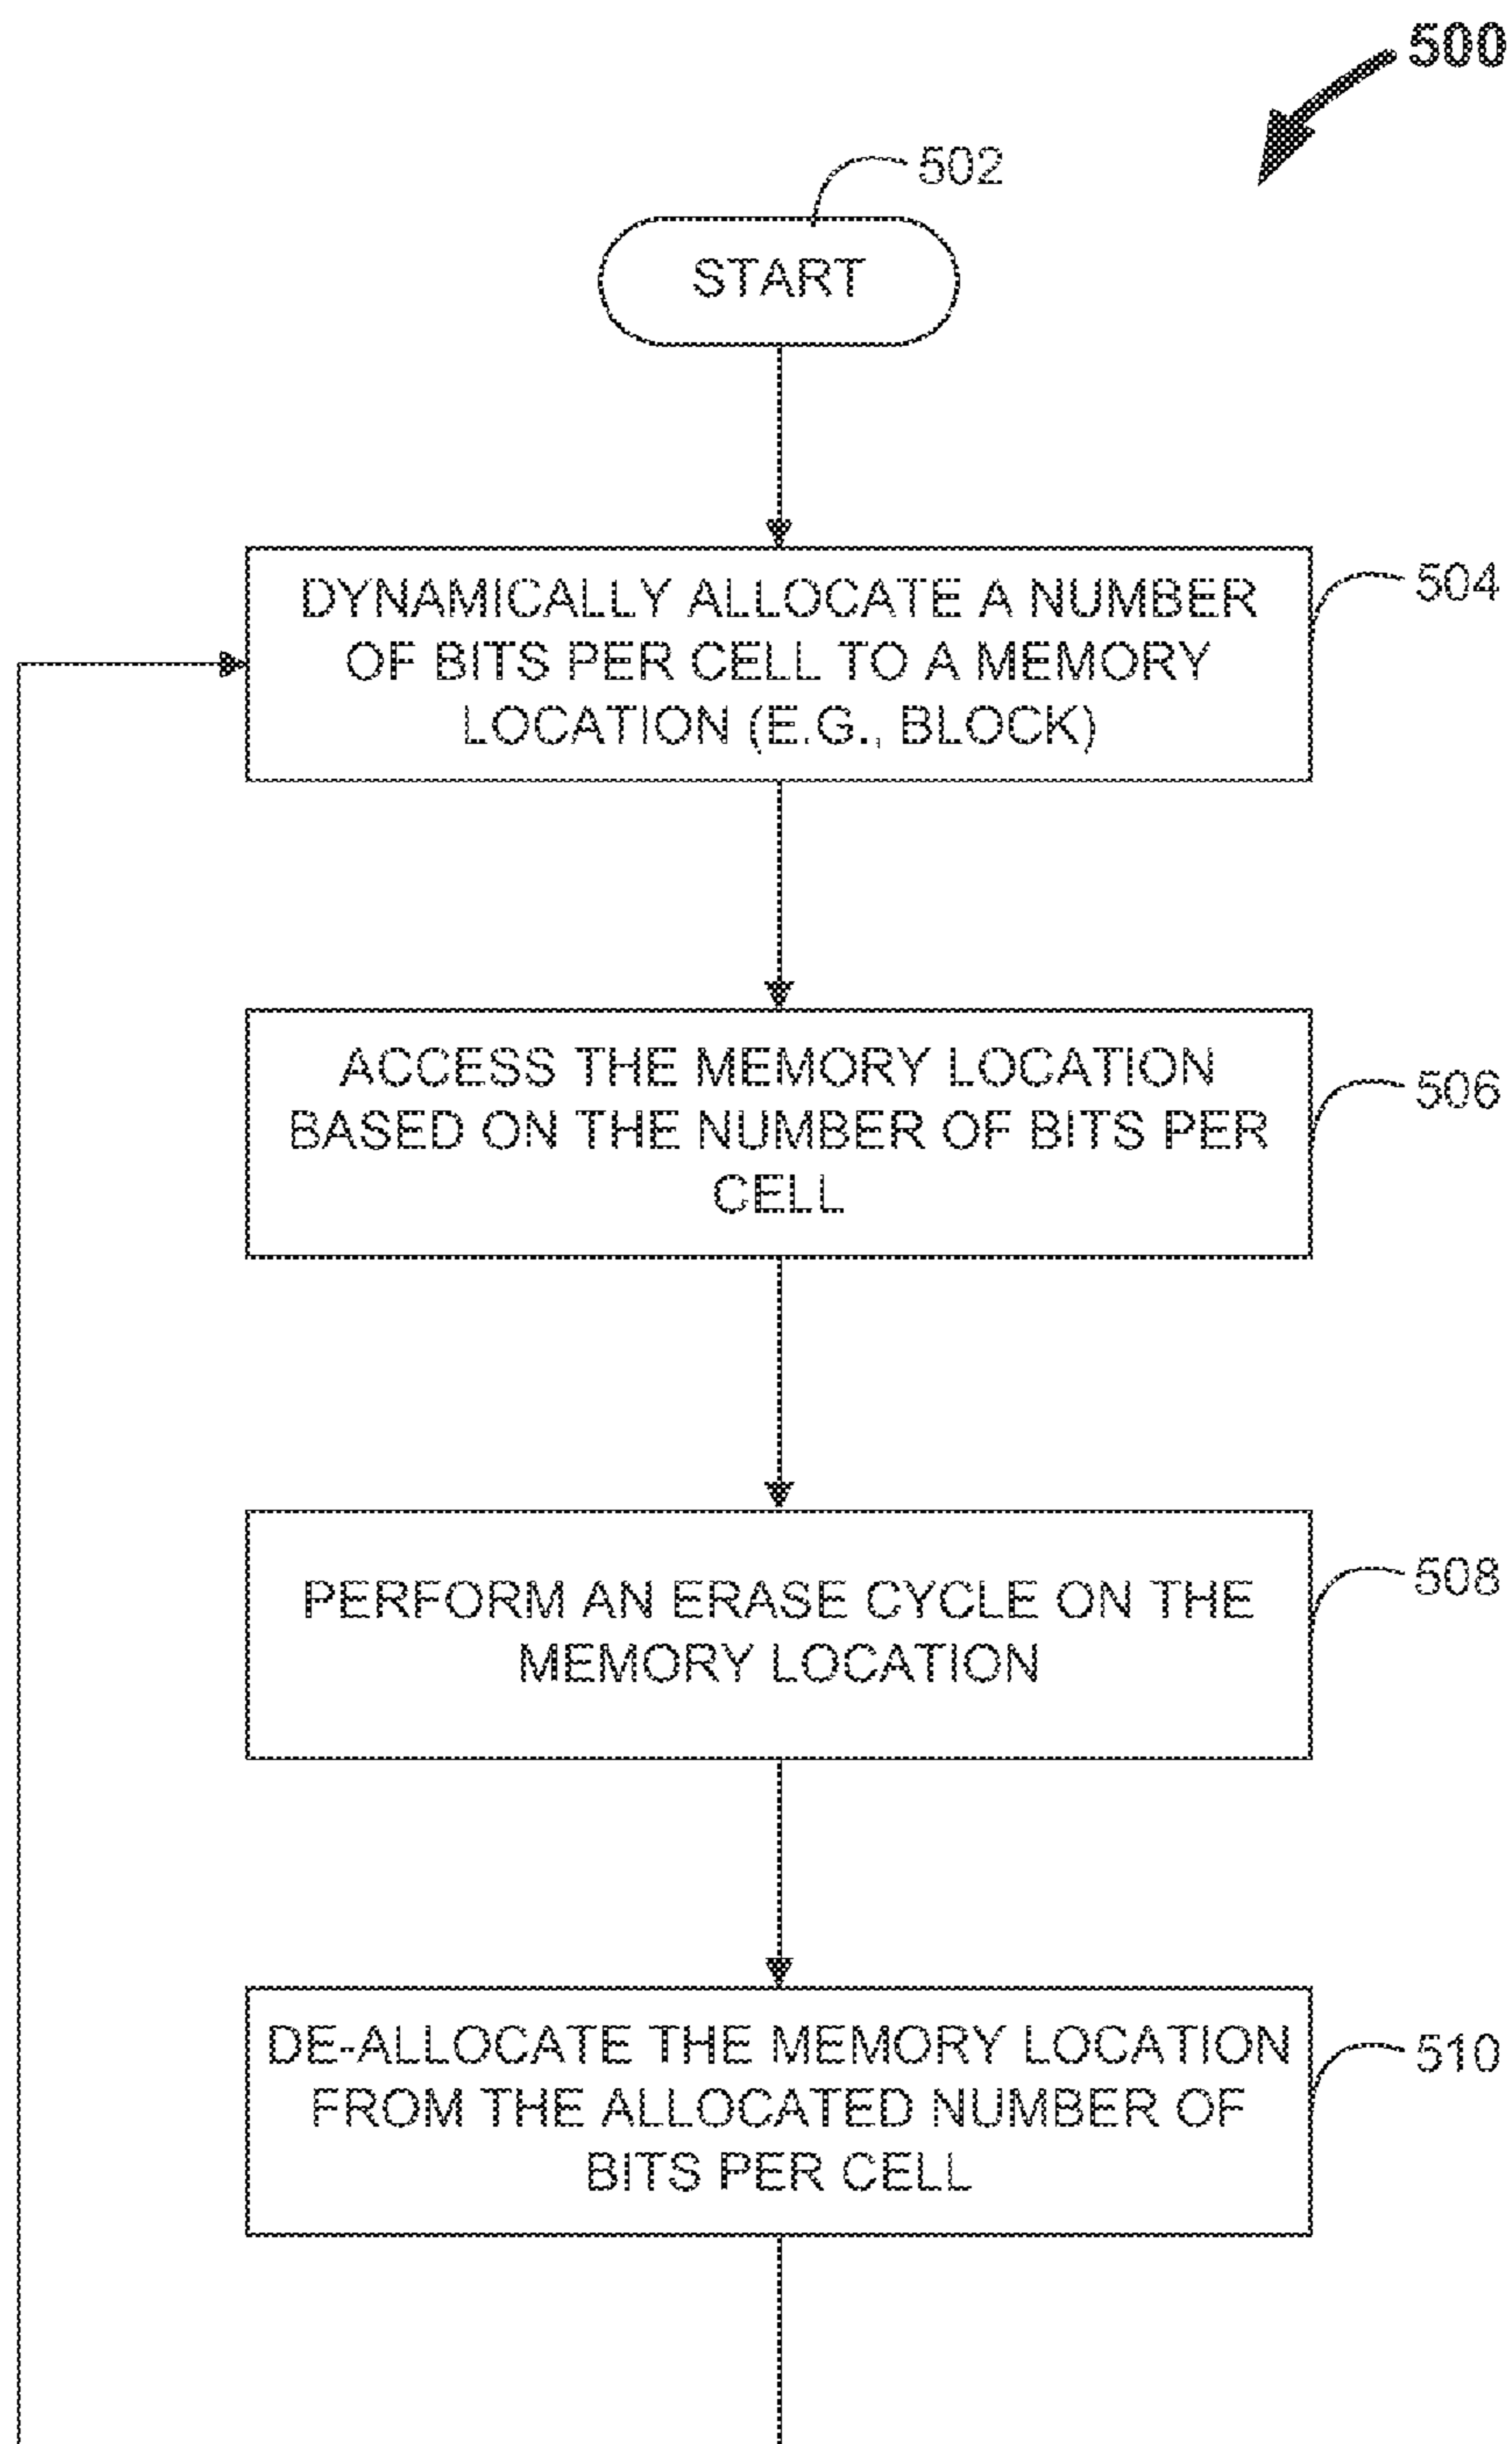 500
502
START
DYNAMICALLY ALLOCATE A NUMBER
OF BITS PER CELL TO A MEMORY
LOCATION (E.G., BLOCK)
504
ACCESS THE MEMORY LOCATION
BASED ON THE NUMBER OF BITS PER
CELL
506
PERFORM AN ERASE CYCLE ON THE
MEMORY LOCATION
508
DE-ALLOCATE THE MEMORY LOCATION
FROM THE ALLOCATED NUMBER OF
BITS PER CELL
510